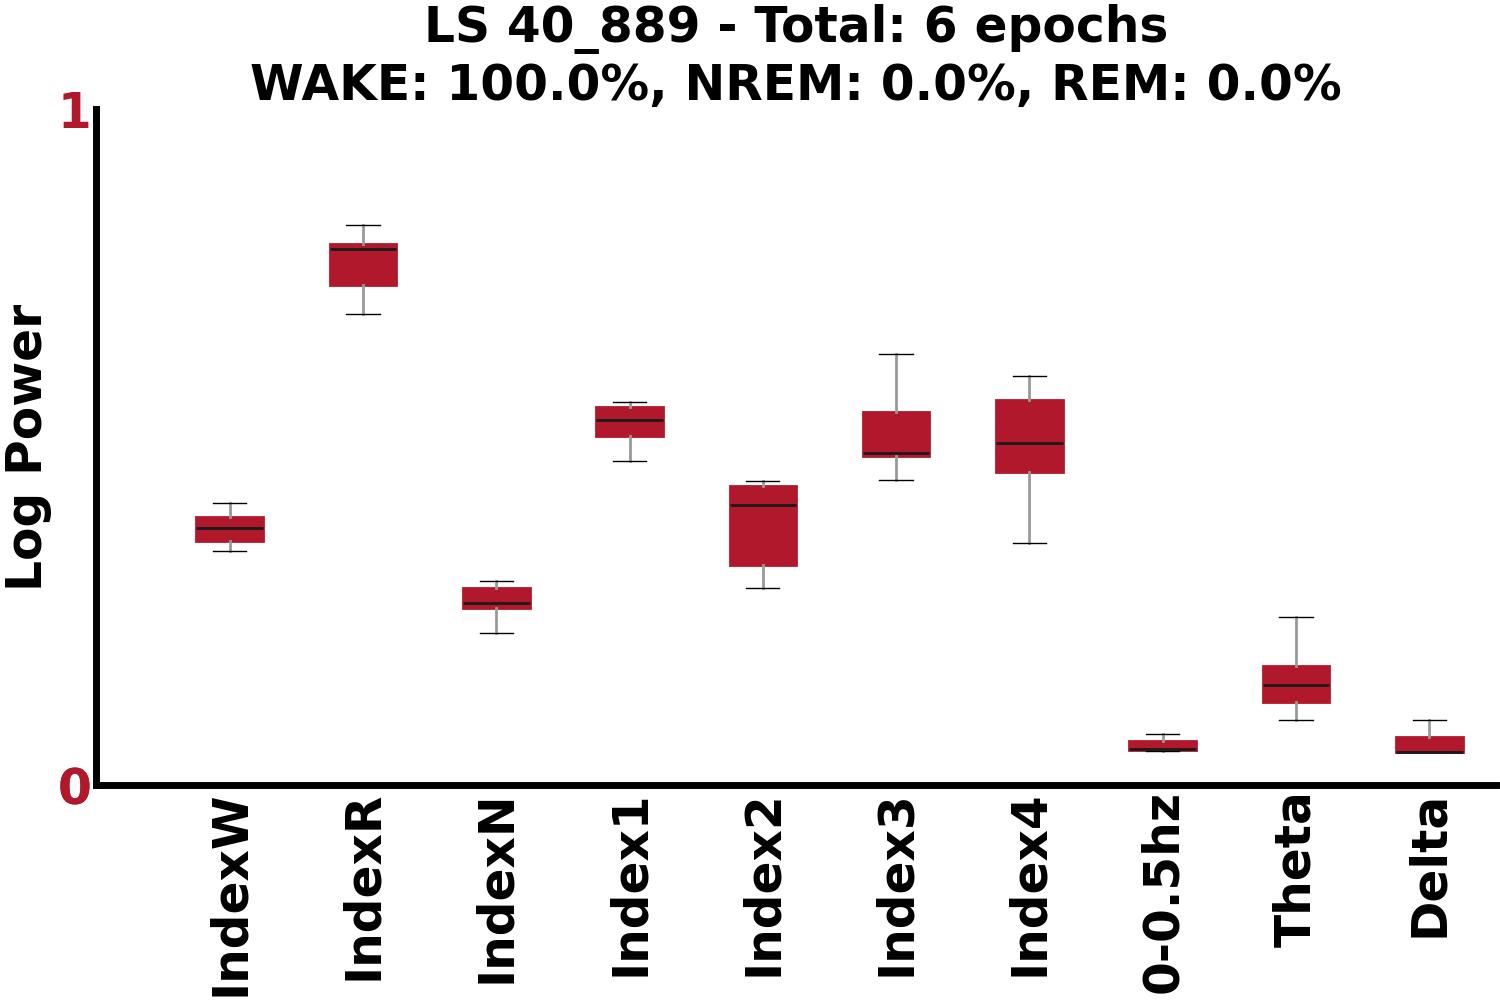 LS 40_889 - Total: 6 epochs
WAKE: 100.0%, NREM: 0.0%, REM: 0.0%
1
Log Power
0
IndexW
IndexR
IndexN
Index1
Index2
Index3
Index4
0-0.5hz
Theta
Delta